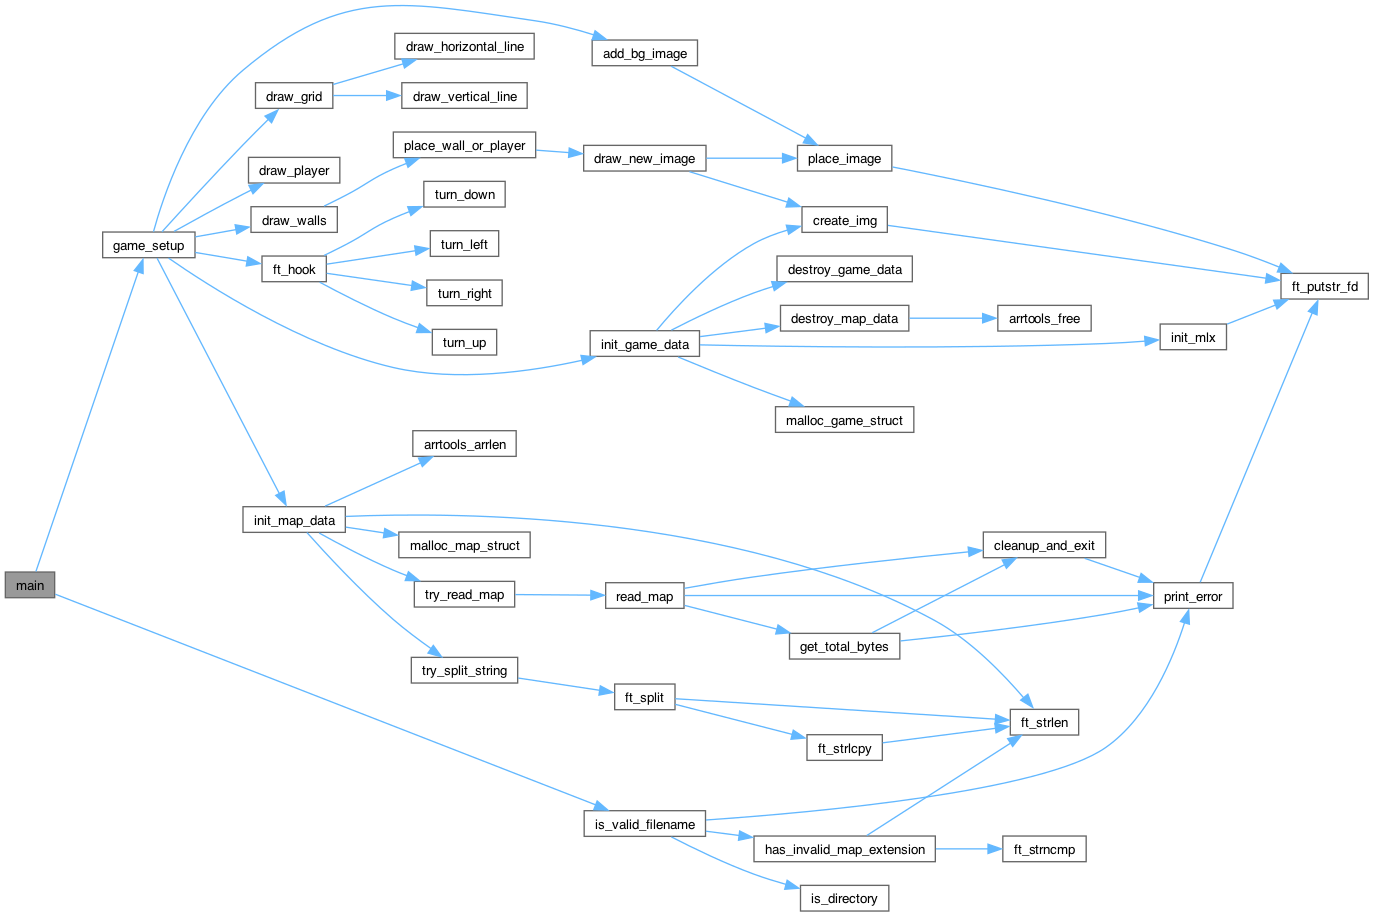 main
game_setup
draw_grid
draw_horizontal_line
draw_vertical_line
draw_player
draw_walls
place_wall_or_player
ft_hook
turn_down
turn_left
turn_right
turn_up
add_bg_image
draw_new_image
place_image
create_img
init_game_data
destroy_game_data
destroy_map_data
arrtools_free
init_mlx
malloc_game_struct
ft_putstr_fd
init_map_data
arrtools_arrlen
malloc_map_struct
try_read_map
read_map
cleanup_and_exit
get_total_bytes
print_error
try_split_string
ft_split
ft_strlcpy
ft_strlen
is_valid_filename
has_invalid_map_extension
ft_strncmp
is_directory